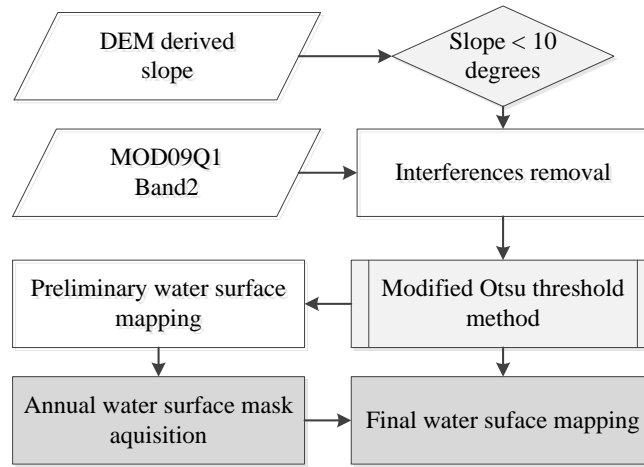 DEM derived
slope
Slope < 10
degrees
MOD09Q1
Band2
Interferences removal
Preliminary water surface
mapping
Modified Otsu threshold
method
Annual water surface mask
aquisition
Final water suface mapping